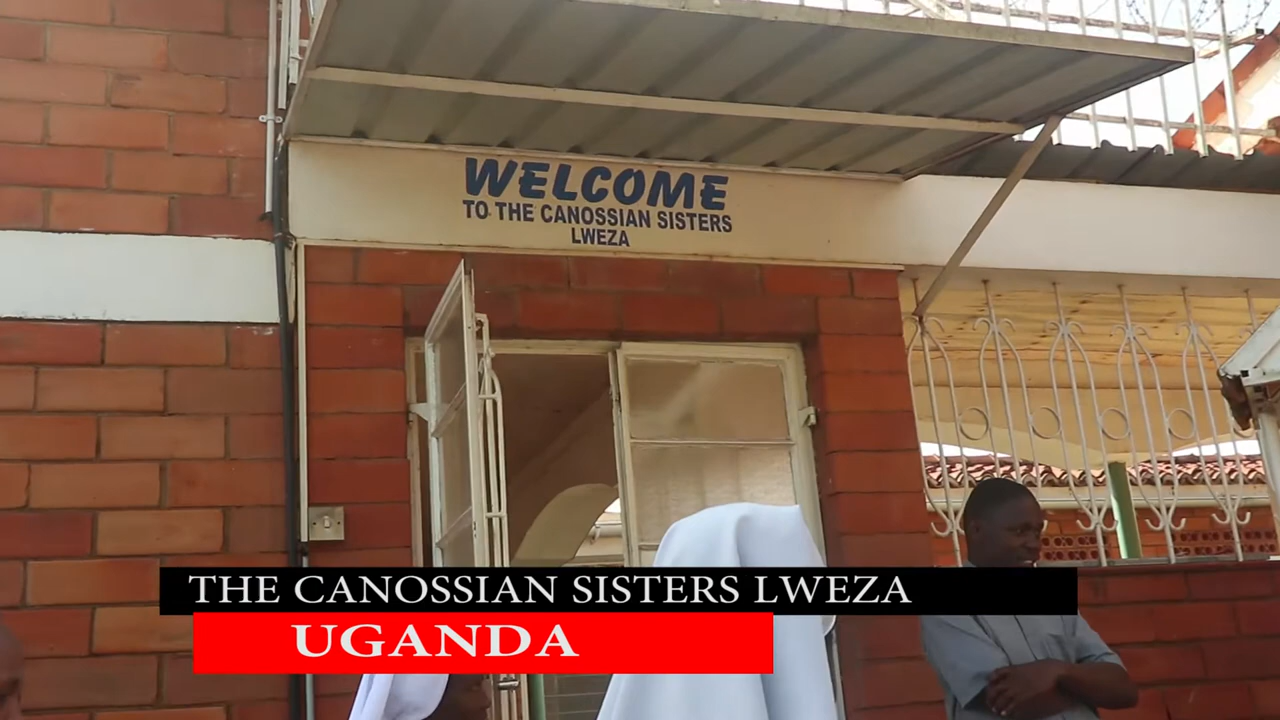 WELCOME
TO THE CANOSSIAN SISTERS
LWEZA
THE CANOSSIAN SISTERS LWEZA
UGANDA